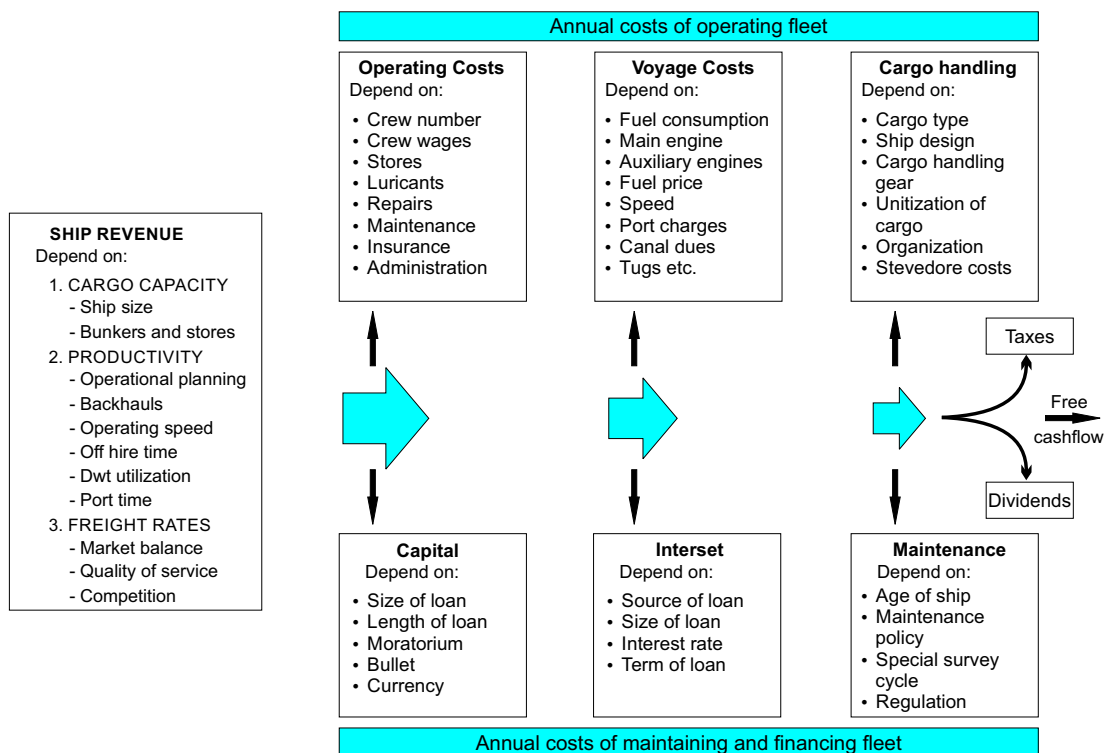 Annual costs of operating fleet
Operating Costs
Depend on:
• Crew number
• Crew wages
• Stores
• Luricants
• Repairs
• Maintenance
• Insurance
• Administration
Voyage Costs
Depend on:
• Fuel consumption
• Main engine
• Auxiliary engines
• Fuel price
• Speed
• Port charges
• Canal dues
• Tugs etc.
Cargo handling
Depend on:
• Cargo type
• Ship design
• Cargo handling
gear
• Unitization of
cargo
• Organization
• Stevedore costs
SHIP REVENUE
Depend on:
1. CARGO CAPACITY
- Ship size
- Bunkers and stores
2. PRODUCTIVITY
- Operational planning
- Backhauls
- Operating speed
- Off hire time
- Dwt utilization
- Port time
3. FREIGHT RATES
- Market balance
- Quality of service
- Competition
Taxes
Free
cashflow
Dividends
Capital
Depend on:
• Size of loan
• Length of loan
• Moratorium
• Bullet
• Currency
Interset
Depend on:
• Source of loan
• Size of loan
• Interest rate
• Term of loan
Maintenance
Depend on:
• Age of ship
• Maintenance
policy
• Special survey
cycle
• Regulation
Annual costs of maintaining and financing fleet